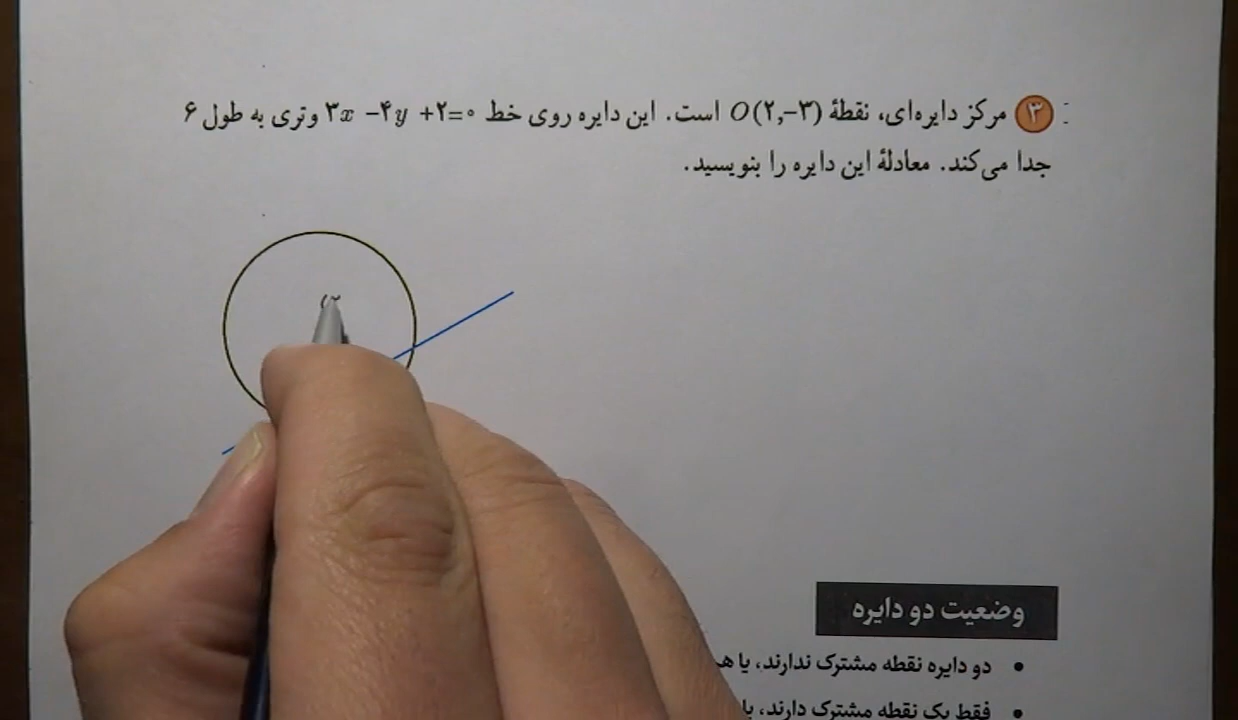 ۳ مرکز دایره‌ای، نقطهٔ O(۲,−۳) است. این دایره روی خط ۳x −۴y +۲=۰ وتری به طول ۶
جدا می‌کند. معادلهٔ این دایره را بنویسید.
(۲
وضعیت دو دایره
• دو دایره نقطه مشترک ندارند، یا
• فقط یک نقطه مشترک دارند،